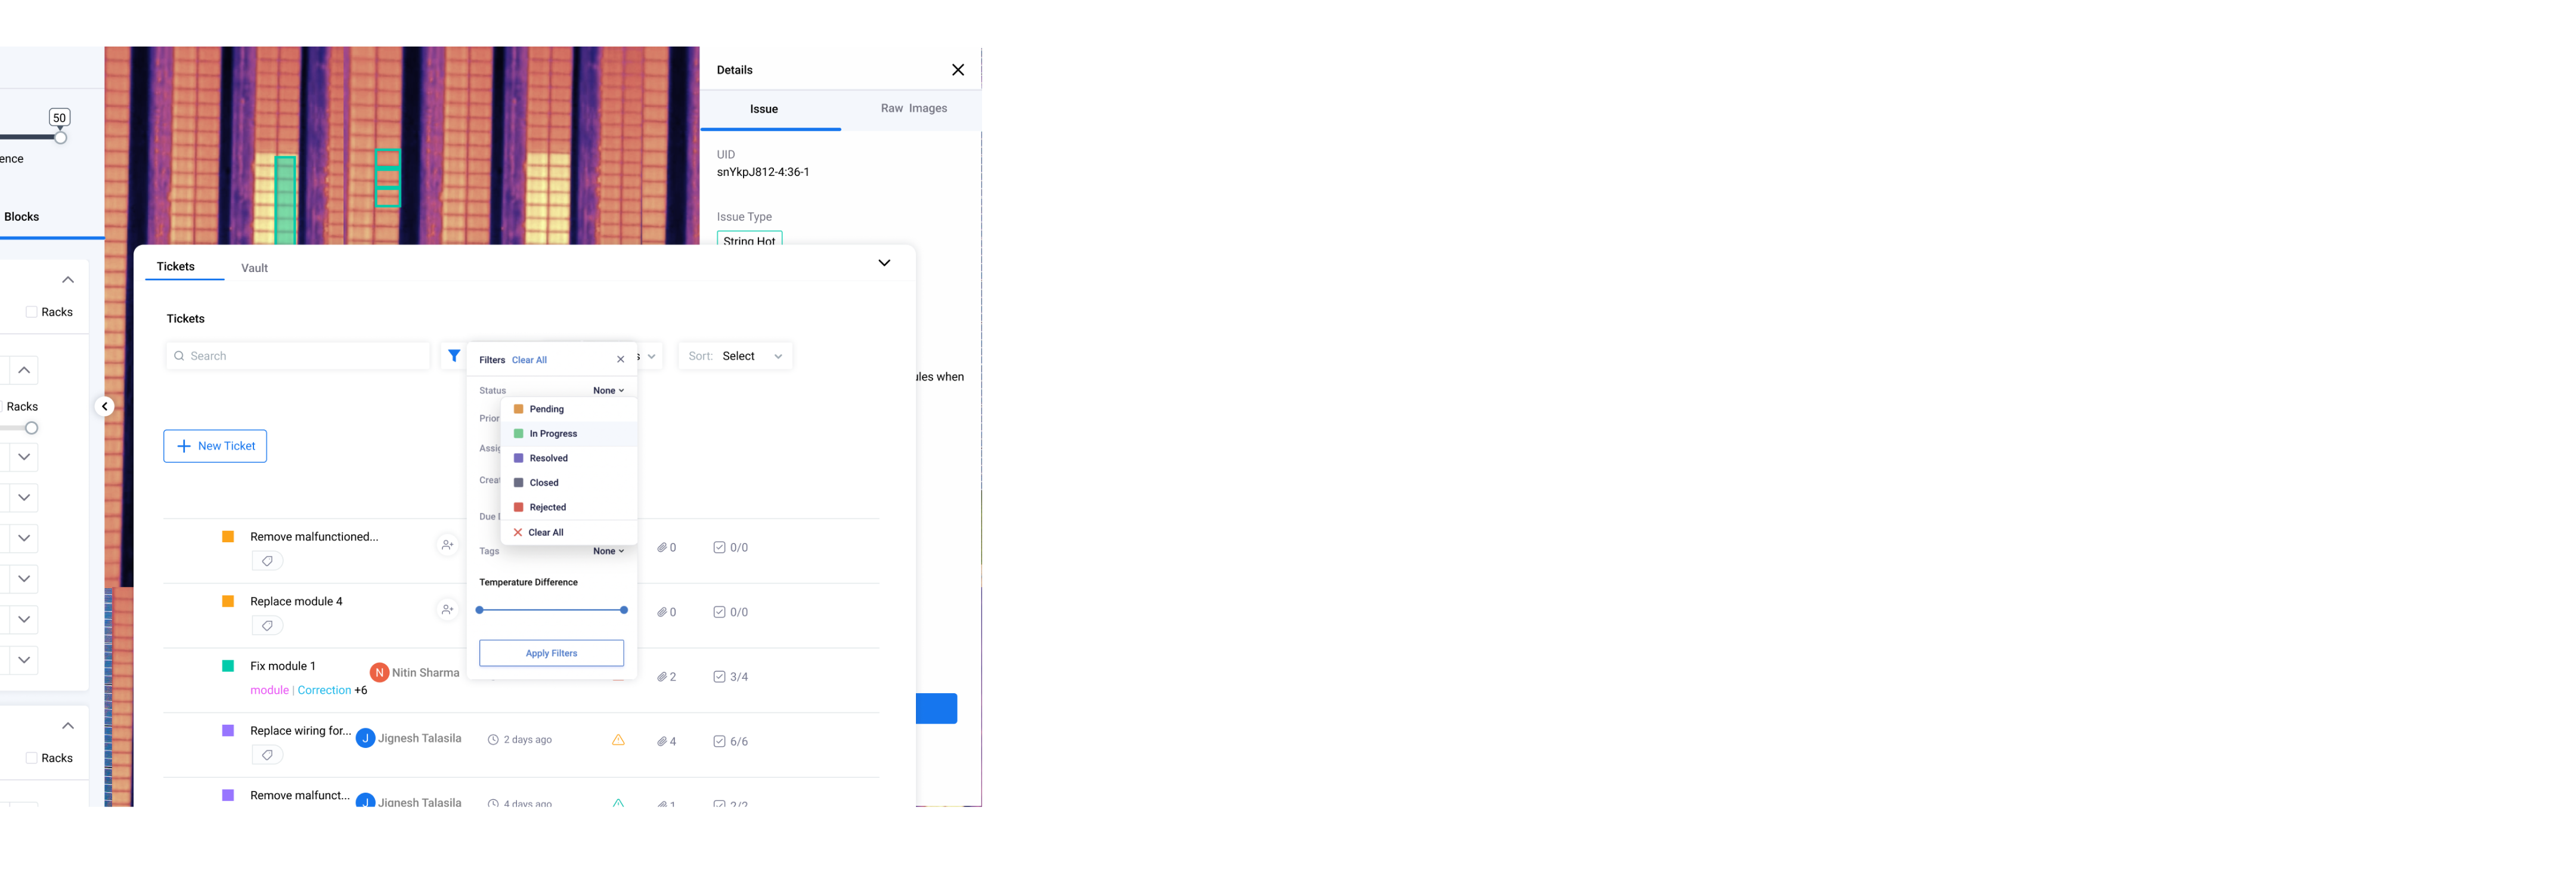 50
ence
Blocks
Racks
Racks
Racks
Details
Issue
Raw Images
UID
snYkpJ812-4:36-1
Issue Type
String Hot
ules when
Tickets
Vault
Tickets
Search
s
Sort: Select
Filters Clear All
Status None
Prior
Assig
Creat
Due
Tags None
Pending
In Progress
Resolved
Closed
Rejected
Clear All
Temperature Difference
Apply Filters
New Ticket
Remove malfunctioned...
0 0/0
Replace module 4
0 0/0
Fix module 1
N Nitin Sharma
2 3/4
module | Correction +6
Replace wiring for...
J Jignesh Talasila
2 days ago
4 6/6
Remove malfunct...
J Jignesh Talasila
4 days ago
1 2/2